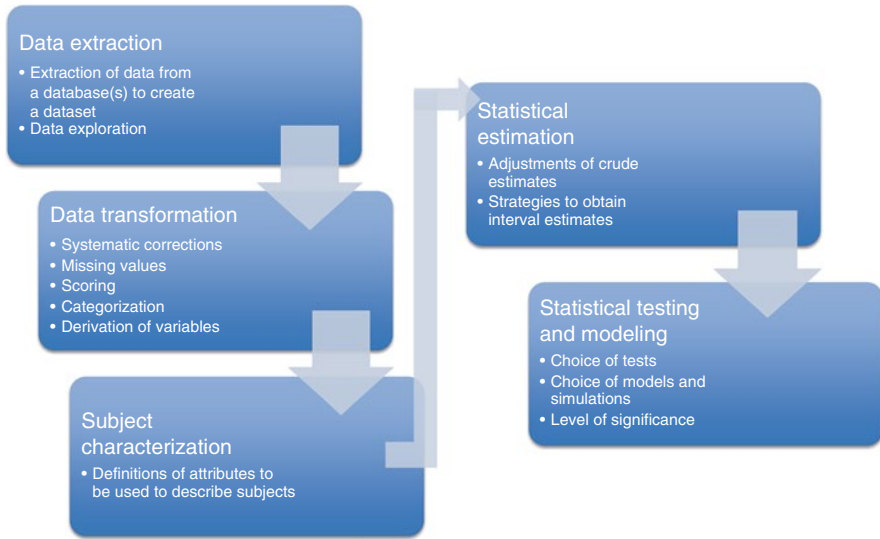 Data extraction
• Extraction of data from
a database(s) to create
a dataset
• Data exploration
Data transformation
• Systematic corrections
• Missing values
• Scoring
• Categorization
• Derivation of variables
Subject
characterization
• Definitions of attributes to
be used to describe subjects
Statistical
estimation
• Adjustments of crude
estimates
• Strategies to obtain
interval estimates
Statistical testing
and modeling
• Choice of tests
• Choice of models and
simulations
• Level of significance